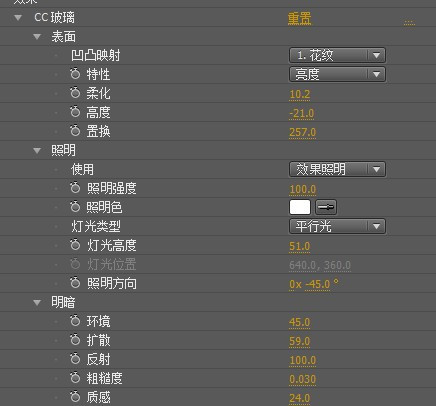 CC 玻璃 重置 ...
表面
凹凸映射 1. 花纹
特性 亮度
柔化 10.2
高度 -21.0
置换 257.0
照明
使用 效果照明
照明强度 100.0
照明色
灯光类型 平行光
灯光高度 51.0
灯光位置 640.0, 360.0
照明方向 0x -45.0 °
明暗
环境 45.0
扩散 59.0
反射 100.0
粗糙度 0.030
质感 24.0